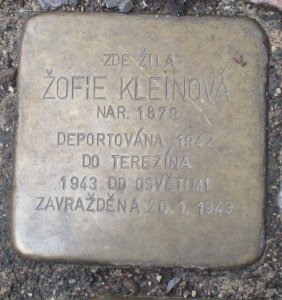 ZDE ŽILA
ŽOFIE KLEINOVÁ
NAR. 1879
DEPORTOVÁNA 1942
DO TEREZÍNA
1943 DO OSVĚTIMI
ZAVRAŽDĚNA 20.1. 1943